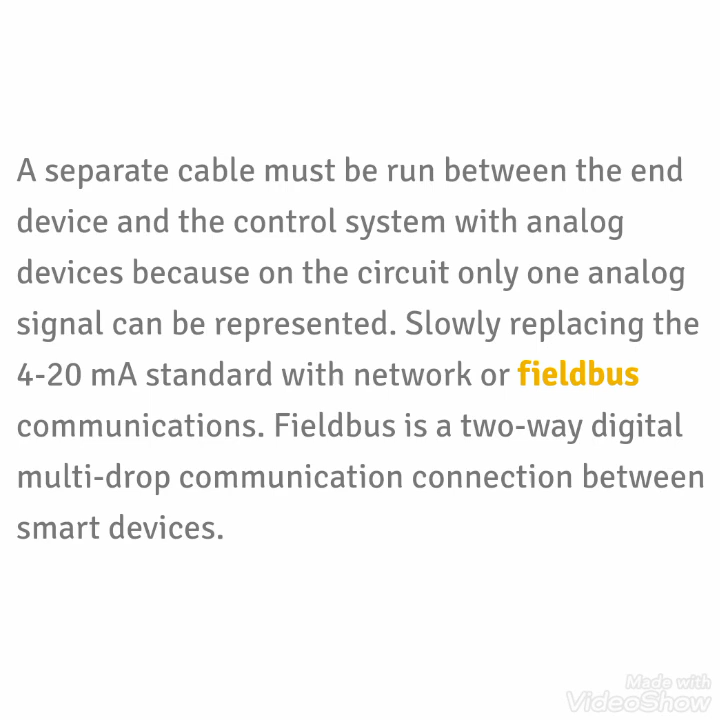 A separate cable must be run between the end
device and the control system with analog
devices because on the circuit only one analog
signal can be represented. Slowly replacing the
4-20 mA standard with network or fieldbus
communications. Fieldbus is a two-way digital
multi-drop communication connection between
smart devices.
Made with
VideoShow